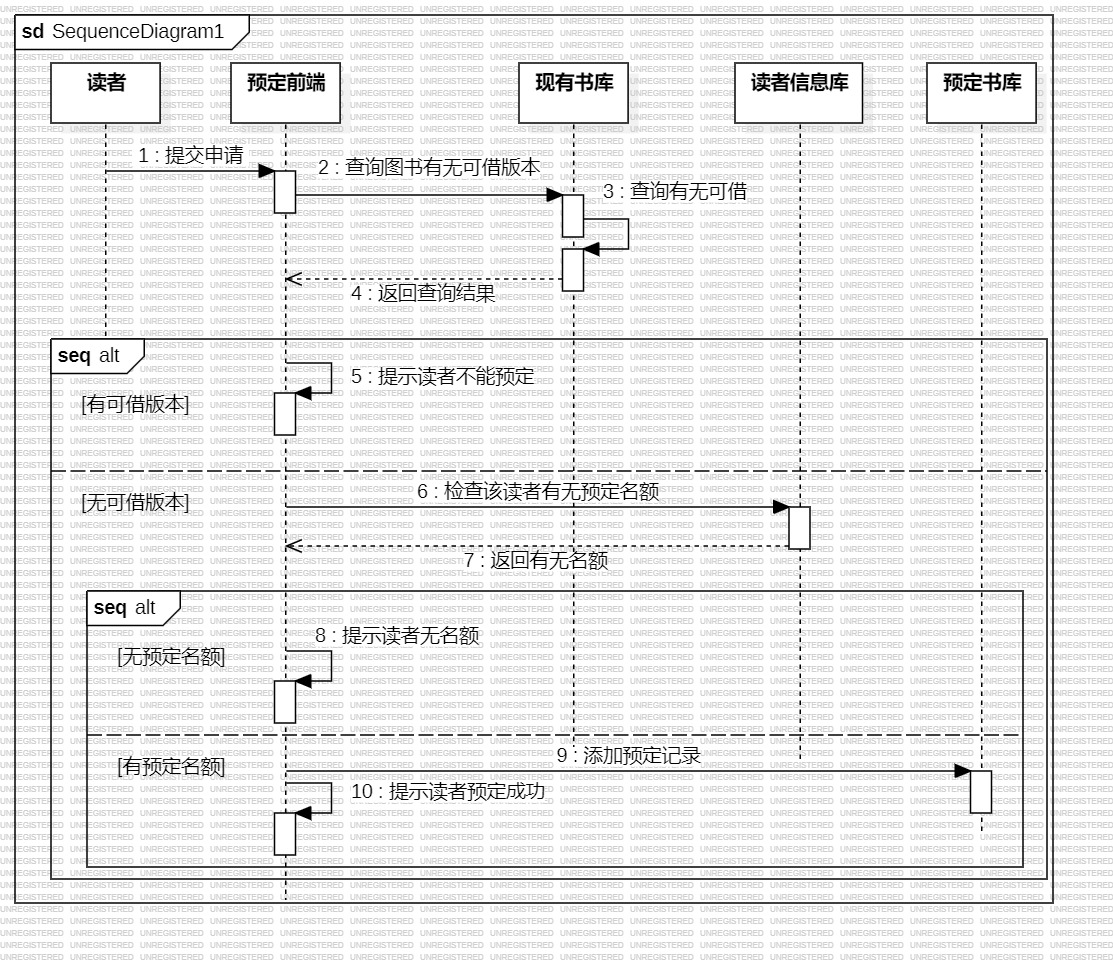 sd SequenceDiagram1
读者
预定前端
现有书库
读者信息库
预定书库
1 : 提交申请
2 : 查询图书有无可借版本
3 : 查询有无可借
4 : 返回查询结果
seq alt
5 : 提示读者不能预定
[有可借版本]
6 : 检查该读者有无预定名额
[无可借版本]
7 : 返回有无名额
seq alt
8 : 提示读者无名额
[无预定名额]
9 : 添加预定记录
[有预定名额]
10 : 提示读者预定成功
UNREGISTERED